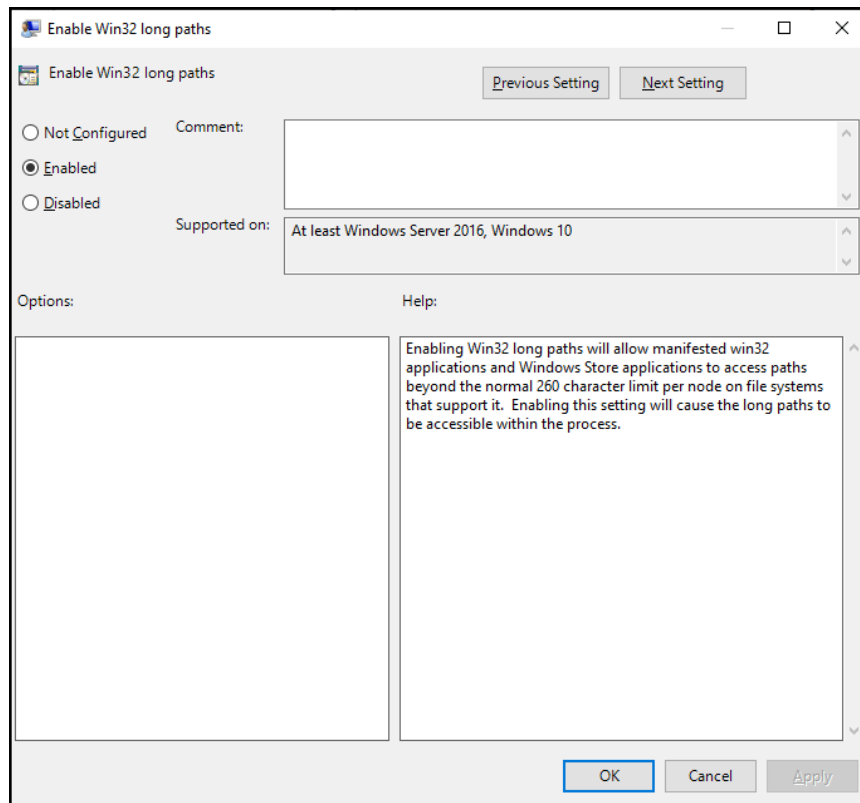 Enable Win32 long paths
Enable Win32 long paths
Previous Setting
Next Setting
Not Configured
Comment:
Enabled
Disabled
Supported on:
At least Windows Server 2016, Windows 10
Options:
Help:
Enabling Win32 long paths will allow manifested win32
applications and Windows Store applications to access paths
beyond the normal 260 character limit per node on file systems
that support it.  Enabling this setting will cause the long paths to
be accessible within the process.
OK
Cancel
Apply